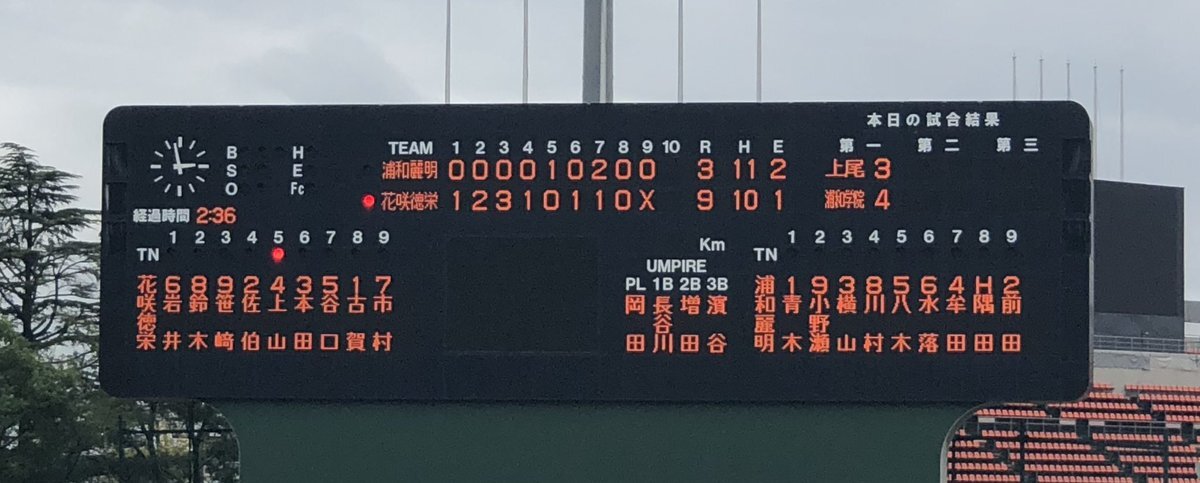 本日の試合結果
B H TEAM 1 2 3 4 5 6 7 8 9 10 R H E 第一 第二 第三
S E 浦和麗明 0 0 0 0 1 0 2 0 0 3 11 2 上尾 3
O Fc 花咲徳栄 1 2 3 1 0 1 1 0 X 9 10 1 浦和学院 4
経過時間 2:36
1 2 3 4 5 6 7 8 9
TN
花咲徳栄
6 岩井
8 鈴木
9 笹﨑
2 佐伯
4 上山
3 本田
5 谷口
1 古賀
7 市村
Km
UMPIRE
PL 1B 2B 3B
岡田 長谷川 増田 濱谷
1 2 3 4 5 6 7 8 9
TN
浦和麗明
1 青木
9 小野瀬
3 横山
8 川村
5 八木
6 水落
4 牟田
H 隅田
2 前田